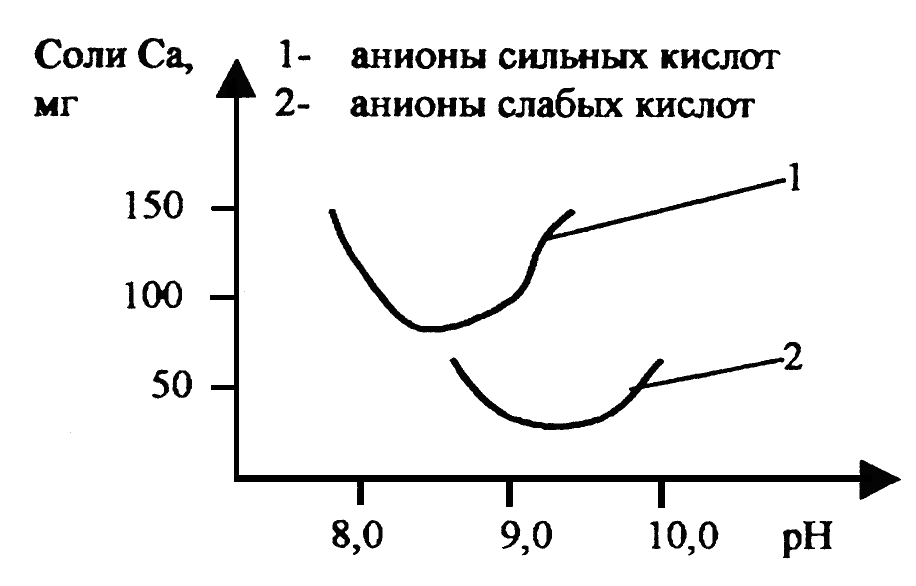 Соли Са, 1- анионы сильных кислот
мг 2- анионы слабых кислот
150
1
100
50
2
8,0 9,0 10,0 рН